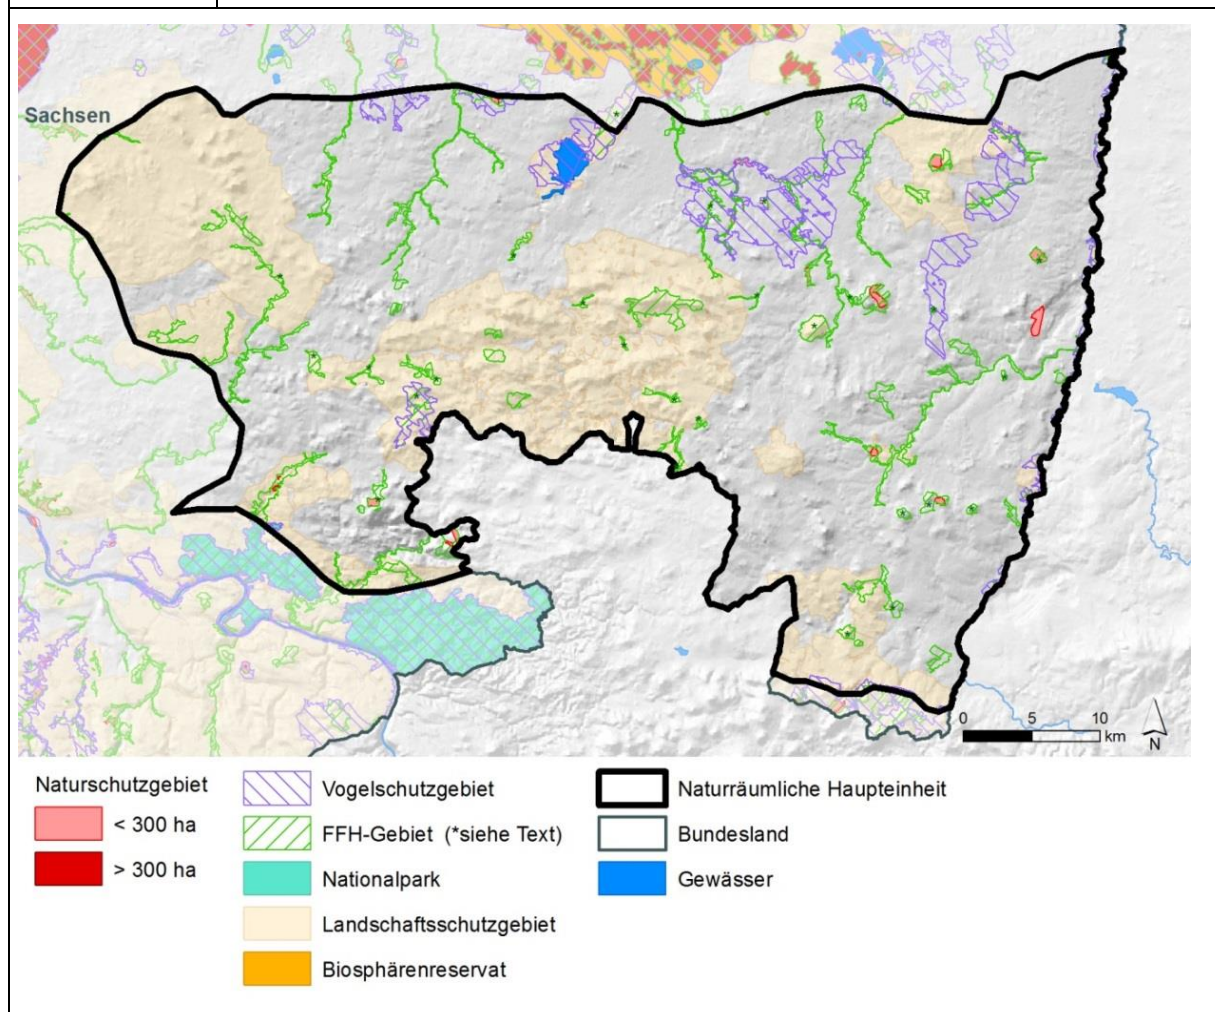 Sachsen
0 5 10
km
N
Naturschutzgebiet
< 300 ha
> 300 ha
Vogelschutzgebiet
FFH-Gebiet (*siehe Text)
Nationalpark
Landschaftsschutzgebiet
Biosphärenreservat
Naturräumliche Haupteinheit
Bundesland
Gewässer